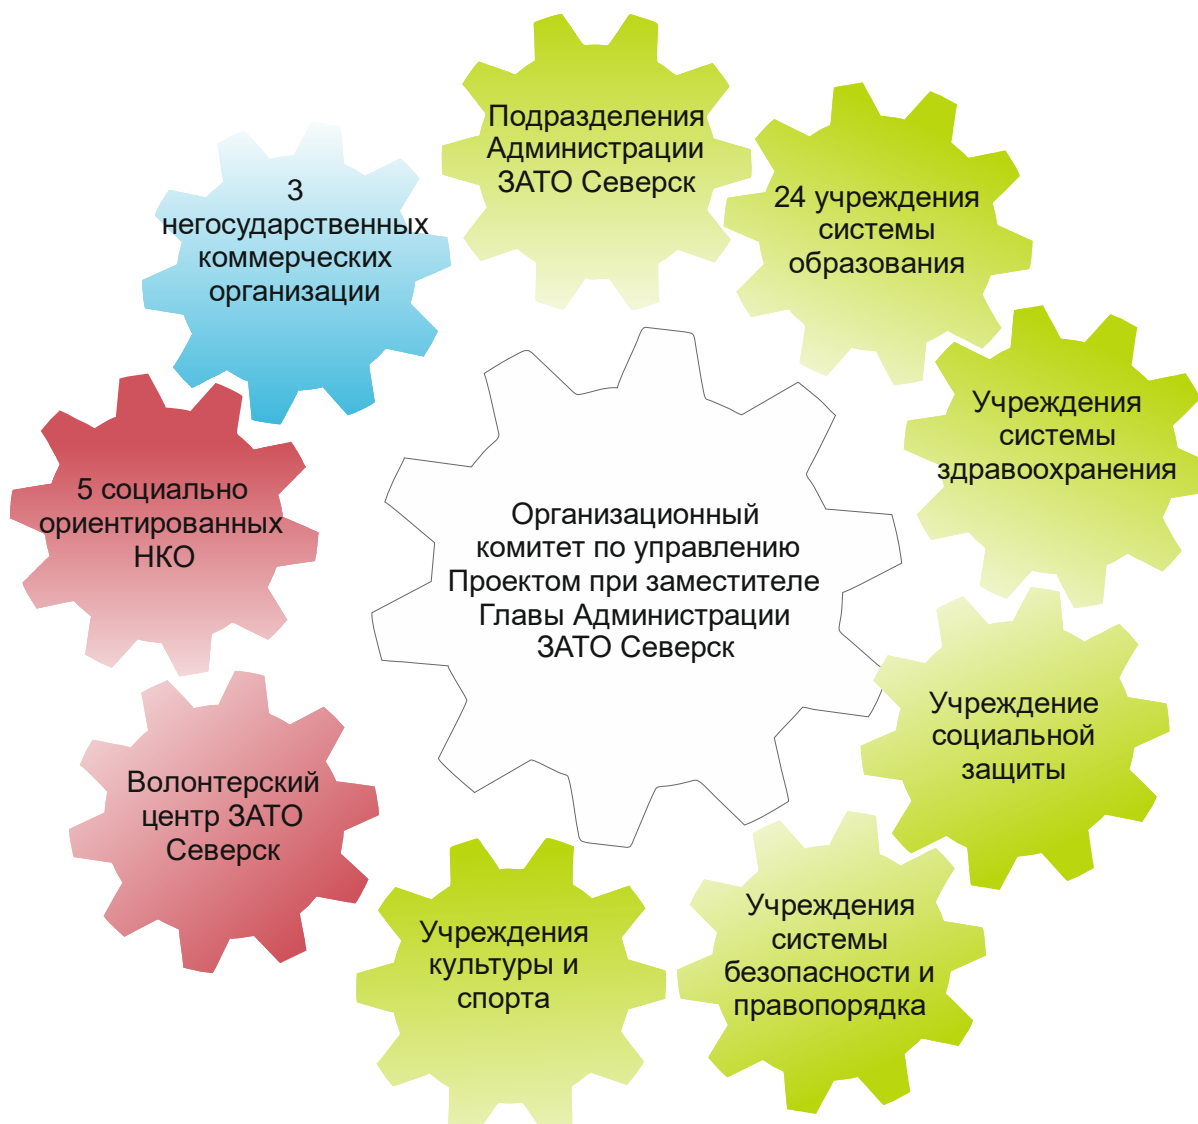 Подразделения
Администрации
ЗАТО Северск
24 учреждения
системы
образования
Учреждения
системы
здравоохранения
Учреждение
социальной
защиты
Учреждения
системы
безопасности и
правопорядка
Учреждения
культуры и
спорта
Волонтерский
центр ЗАТО
Северск
5 социально
ориентированных
НКО
3
негосударственных
коммерческих
организации
Организационный
комитет по управлению
Проектом при заместителе
Главы Администрации
ЗАТО Северск